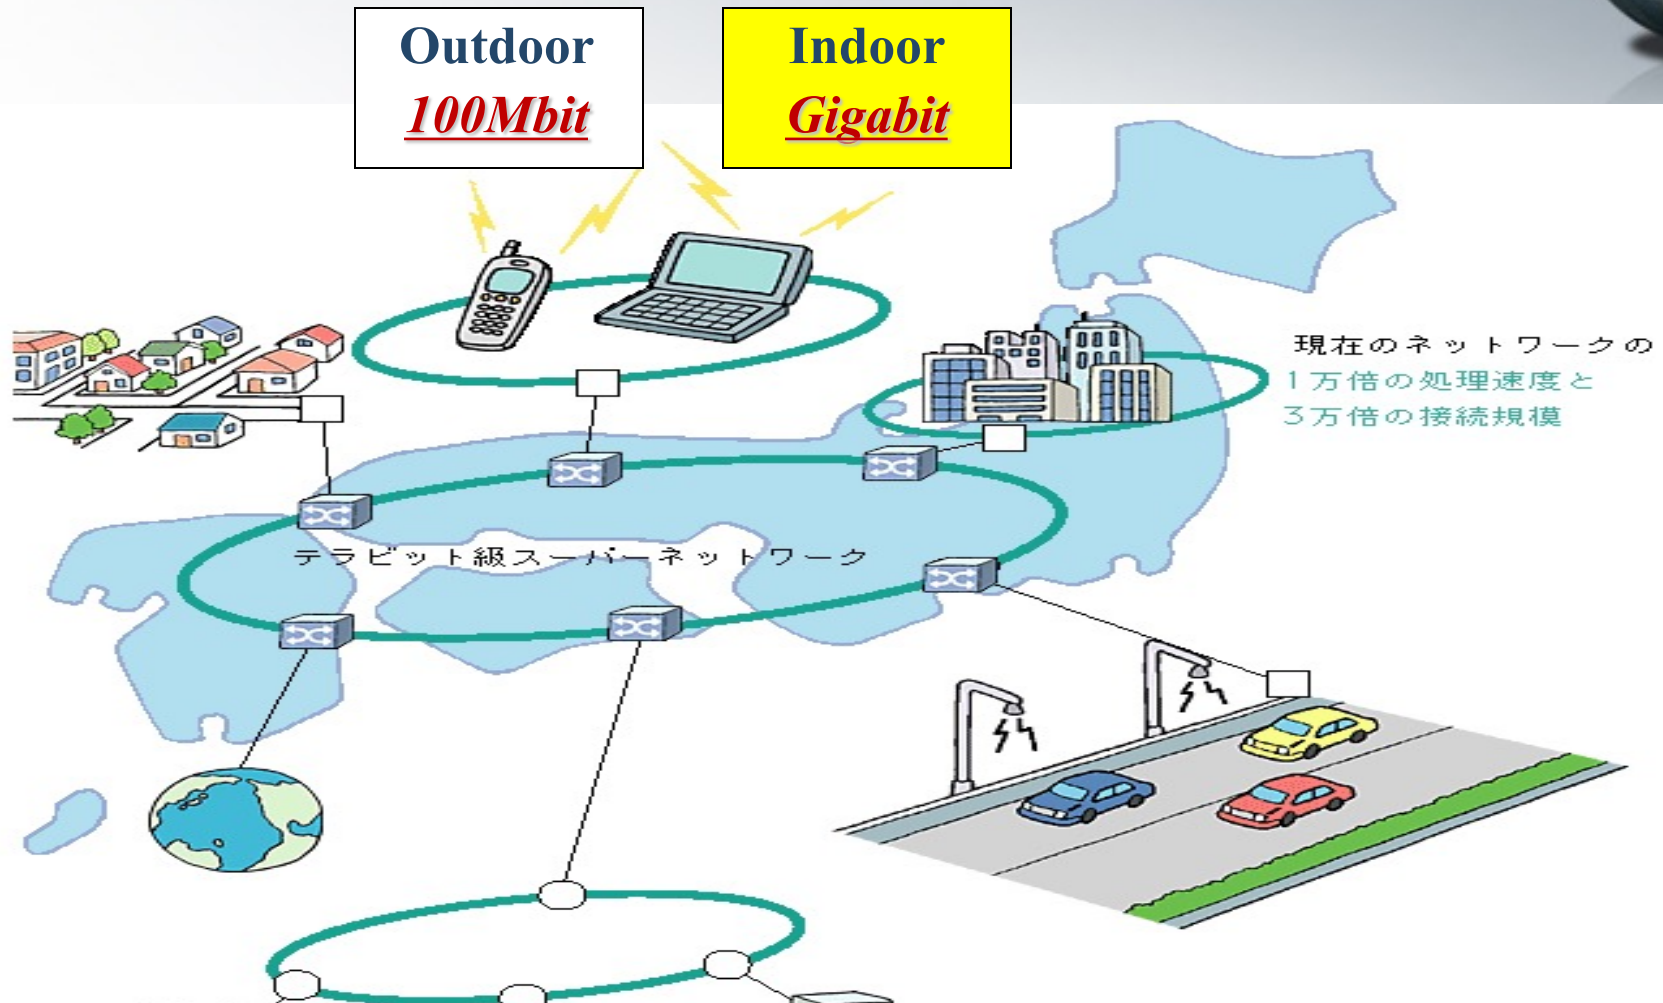 Outdoor
100Mbit
Indoor
Gigabit
現在のネットワークの
1万倍の処理速度と
3万倍の接続規模
テラビット級スーパーネットワーク